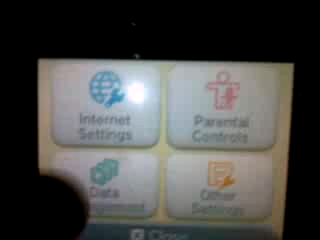 Internet
Settings
Parental
Controls
Data
Other
Settings
Close